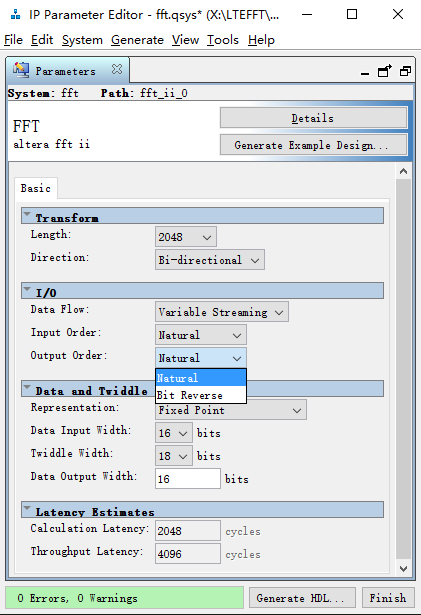 IP Parameter Editor - fft.qsys* (X:\LTEFFT\...
File Edit System Generate View Tools Help
Parameters
System: fft Path: fft_ii_0
FFT
altera fft ii
Details
Generate Example Design...
Basic
Transform
Length: 2048
Direction: Bi-directional
I/O
Data Flow: Variable Streaming
Input Order: Natural
Output Order: Natural
Natural
Bit Reverse
Data and Twiddle
Representation: Fixed Point
Data Input Width: 16 bits
Twiddle Width: 18 bits
Data Output Width: 16 bits
Latency Estimates
Calculation Latency: 2048 cycles
Throughput Latency: 4096 cycles
0 Errors, 0 Warnings Generate HDL... Finish